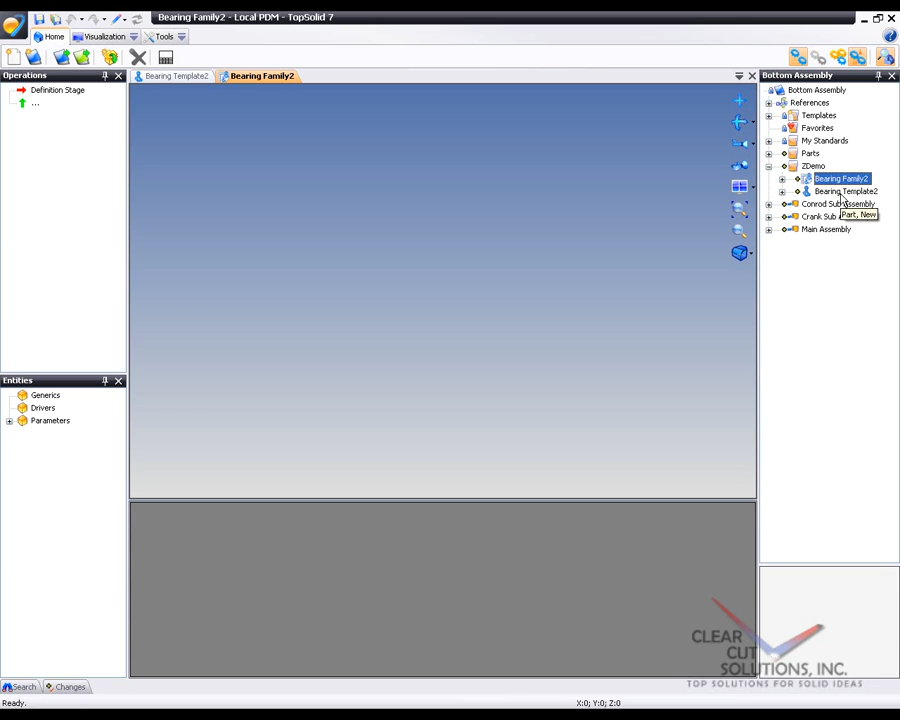 Bearing Family2 - Local PDM - TopSolid 7
Home
Visualization
Tools
Operations
Definition Stage
...
Bearing Template2
Bearing Family2
Entities
Generics
Drivers
Parameters
Bottom Assembly
Bottom Assembly
References
Templates
Favorites
My Standards
Parts
ZDemo
Bearing Family2
Bearing Template2
Conrod Sub Assembly
Crank Sub
Part, New
Main Assembly
CLEAR
CUT
SOLUTIONS, INC.
TOP SOLUTIONS FOR SOLID IDEAS
Search
Changes
Ready.
X:0; Y:0; Z:0